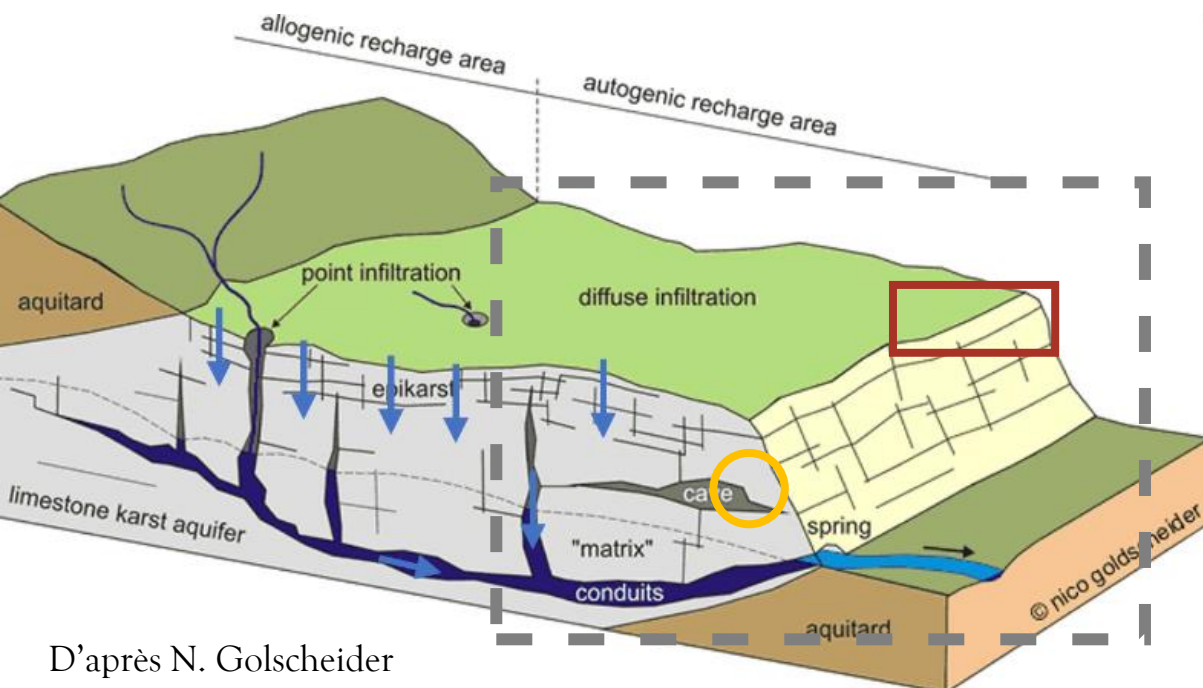 allogenic recharge area
autogenic recharge area
point infiltration
aquitard
diffuse infiltration
epikarst
cave
limestone karst aquifer
spring
"matrix"
conduits
aquitard
© nico goldscheider
D'après N. Golscheider